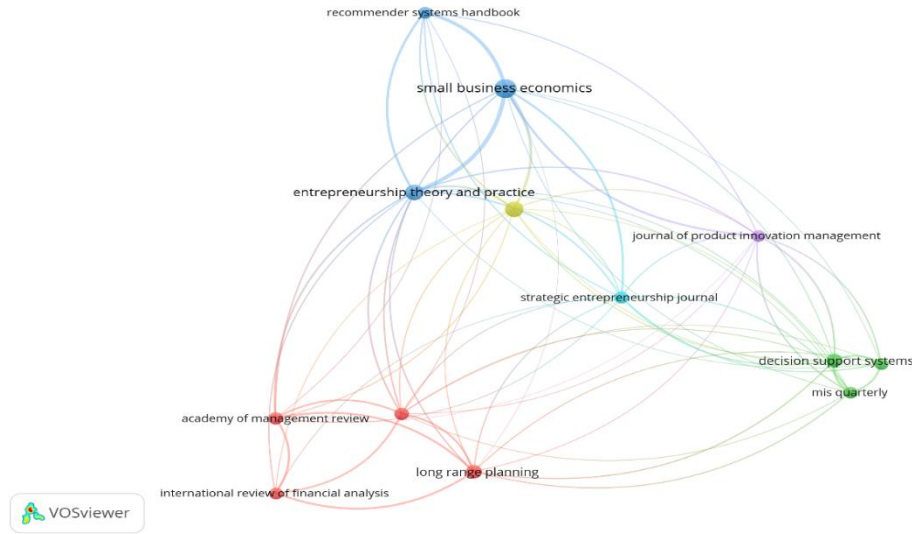 recommender systems handbook
small business economics
entrepreneurship theory and practice
journal of product innovation management
strategic entrepreneurship journal
decision support systems
mis quarterly
academy of management review
long range planning
international review of financial analysis
VOSviewer